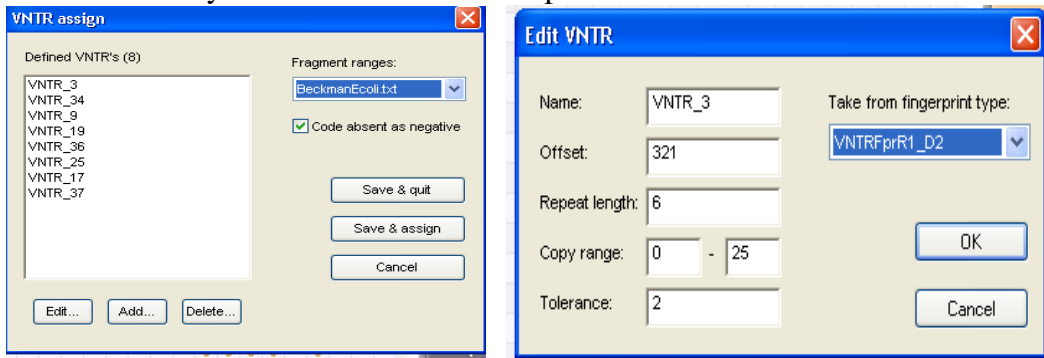 VNTR assign
Defined VNTR's (8)
VNTR_3
VNTR_34
VNTR_9
VNTR_19
VNTR_36
VNTR_25
VNTR_17
VNTR_37
Edit...
Add...
Delete...
Fragment ranges:
BeckmanEcoli.txt
Code absent as negative
Save & quit
Save & assign
Cancel
Edit VNTR
Name: VNTR_3
Offset: 321
Repeat length: 6
Copy range: 0 - 25
Tolerance: 2
Take from fingerprint type:
VNTRFprR1_D2
OK
Cancel